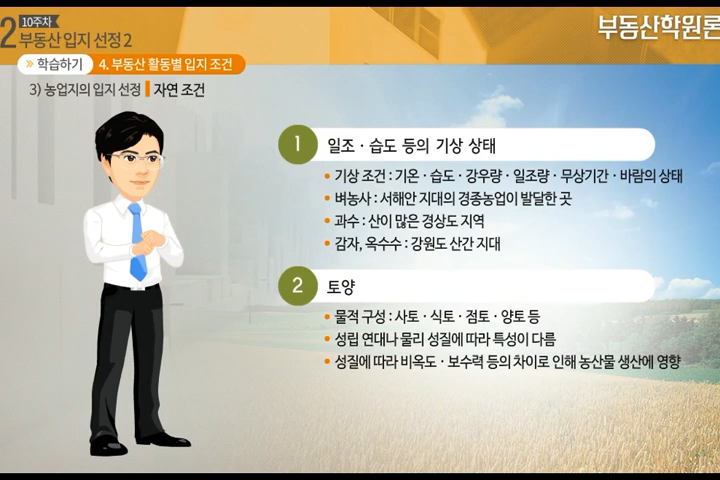 2
10주차
부동산 입지 선정 2
부동산학원론
» 학습하기
4. 부동산 활동별 입지 조건
3) 농업지의 입지 선정 자연 조건
1 일조 · 습도 등의 기상 상태
• 기상 조건 : 기온 · 습도 · 강우량 · 일조량 · 무상기간 · 바람의 상태
• 벼농사 : 서해안 지대의 경종농업이 발달한 곳
• 과수 : 산이 많은 경상도 지역
• 감자, 옥수수 : 강원도 산간 지대
2 토양
• 물적 구성 : 사토 · 식토 · 점토 · 양토 등
• 성립 연대나 물리 성질에 따라 특성이 다름
• 성질에 따라 비옥도 · 보수력 등의 차이로 인해 농산물 생산에 영향